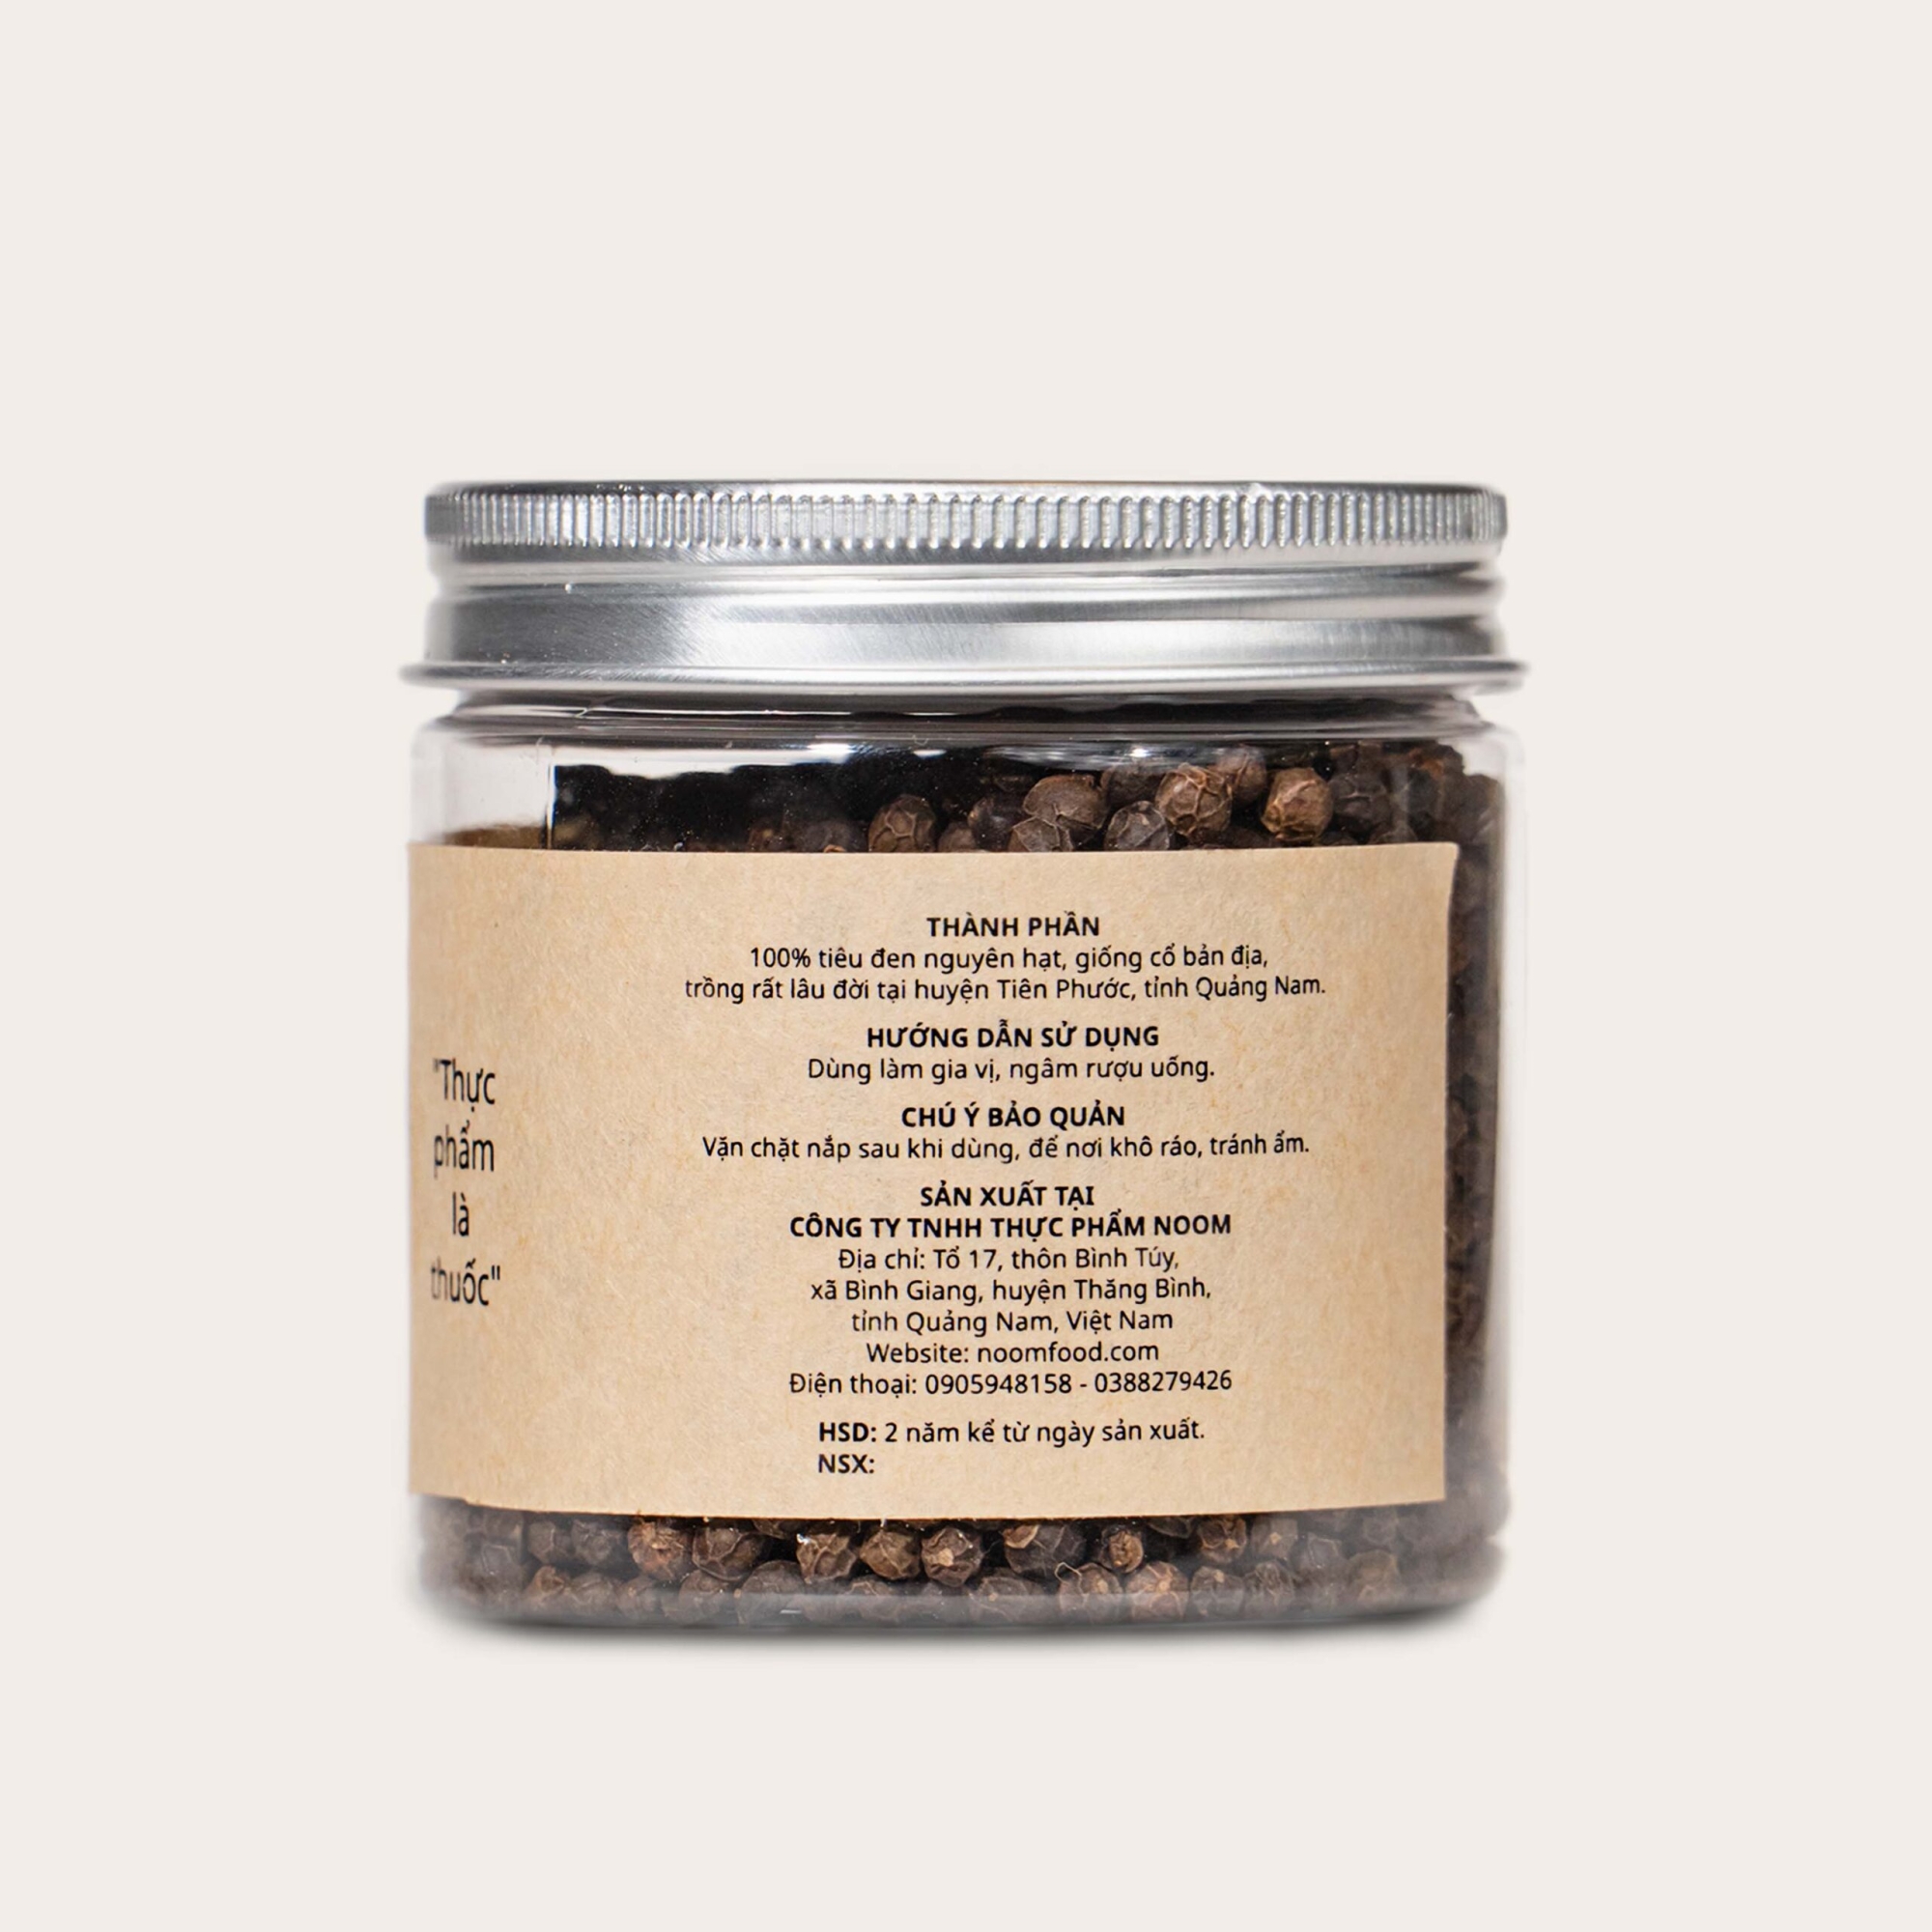 "Thực
phẩm
là
thuốc"
THÀNH PHẦN
100% tiêu đen nguyên hạt, giống cổ bản địa,
trồng rất lâu đời tại huyện Tiên Phước, tỉnh Quảng Nam.
HƯỚNG DẪN SỬ DỤNG
Dùng làm gia vị, ngâm rượu uống.
CHÚ Ý BẢO QUẢN
Vặn chặt nắp sau khi dùng, để nơi khô ráo, tránh ẩm.
SẢN XUẤT TẠI
CÔNG TY TNHH THỰC PHẨM NOOM
Địa chỉ: Tổ 17, thôn Bình Túy,
xã Bình Giang, huyện Thăng Bình,
tỉnh Quảng Nam, Việt Nam
Website: noomfood.com
Điện thoại: 0905948158 - 0388279426
HSD: 2 năm kể từ ngày sản xuất.
NSX: